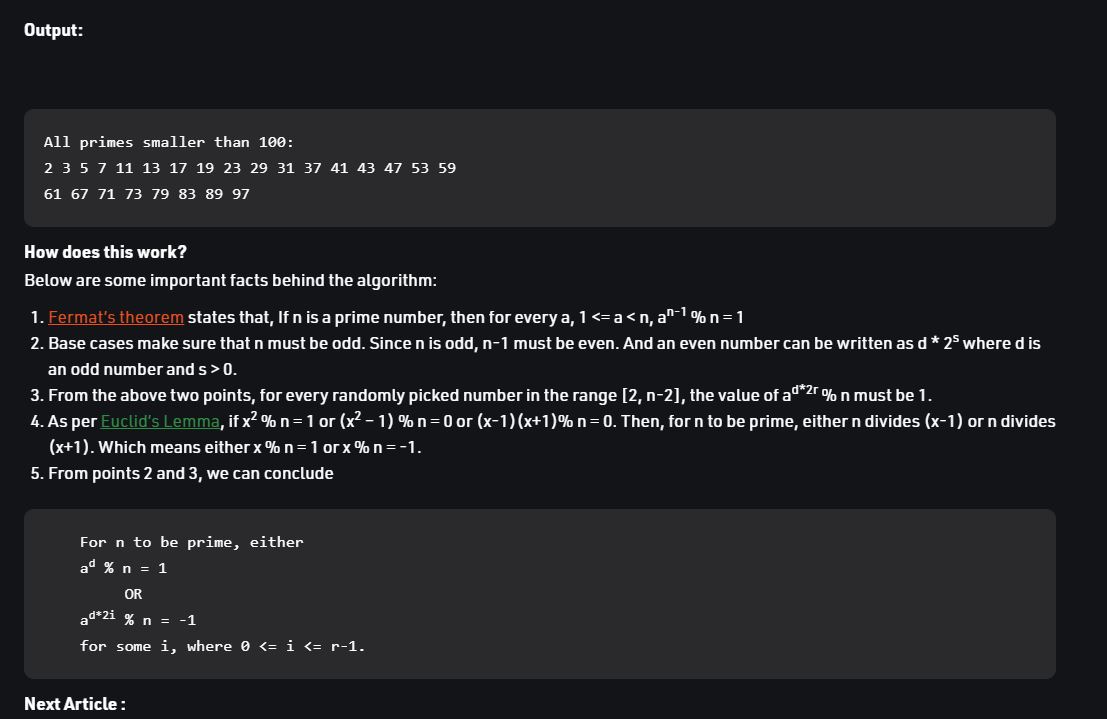 Output:
All primes smaller than 100:
2 3 5 7 11 13 17 19 23 29 31 37 41 43 47 53 59
61 67 71 73 79 83 89 97
How does this work?
Below are some important facts behind the algorithm:
1. Fermat's theorem states that, If n is a prime number, then for every a, 1 <= a < n, aⁿ⁻¹ % n = 1
2. Base cases make sure that n must be odd. Since n is odd, n-1 must be even. And an even number can be written as d * 2ˢ where d is
an odd number and s > 0.
3. From the above two points, for every randomly picked number in the range [2, n-2], the value of a^d*2r % n must be 1.
4. As per Euclid's Lemma, if x² % n = 1 or (x² – 1) % n = 0 or (x-1)(x+1)% n = 0. Then, for n to be prime, either n divides (x-1) or n divides
(x+1). Which means either x % n = 1 or x % n = -1.
5. From points 2 and 3, we can conclude
For n to be prime, either
a^d % n = 1
OR
a^d*2i % n = -1
for some i, where 0 <= i <= r-1.
Next Article :